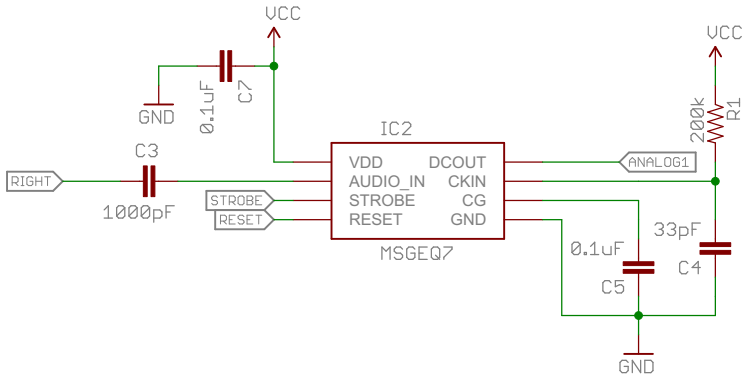 VCC
VCC
0.1uF
C7
GND
200k
R1
IC2
C3
VDD
DCOUT
ANALOG1
RIGHT
AUDIO_IN
CKIN
STROBE
STROBE
CG
1000pF
RESET
RESET
GND
33pF
MSGEQ7
0.1uF
C4
C5
GND